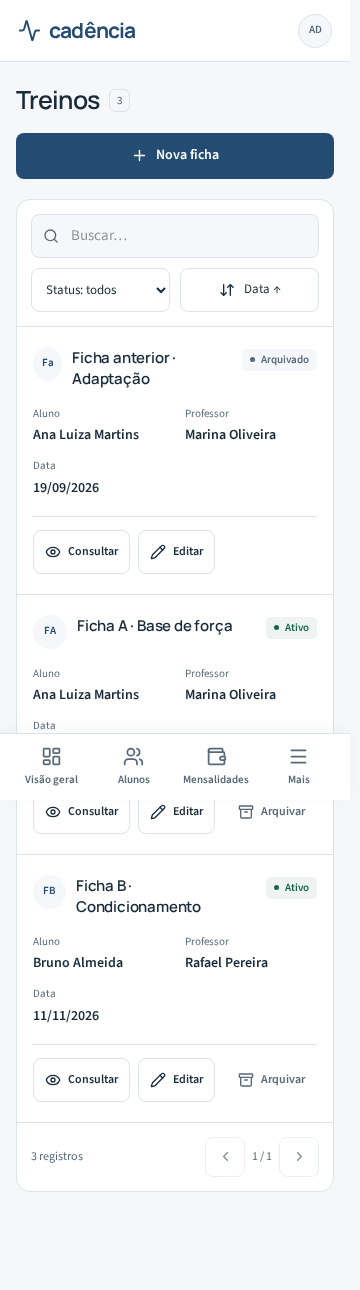 cadência
AD
Treinos 3
Nova ficha
Buscar...
Status: todos
Data ↑
Fa
Ficha anterior ·
Adaptação
Arquivado
Aluno
Professor
Ana Luiza Martins
Marina Oliveira
Data
19/09/2026
Consultar
Editar
FA
Ficha A · Base de força
Ativo
Aluno
Professor
Ana Luiza Martins
Marina Oliveira
Data
Visão geral
Alunos
Mensalidades
Mais
Consultar
Editar
Arquivar
FB
Ficha B ·
Condicionamento
Ativo
Aluno
Professor
Bruno Almeida
Rafael Pereira
Data
11/11/2026
Consultar
Editar
Arquivar
3 registros
1 / 1